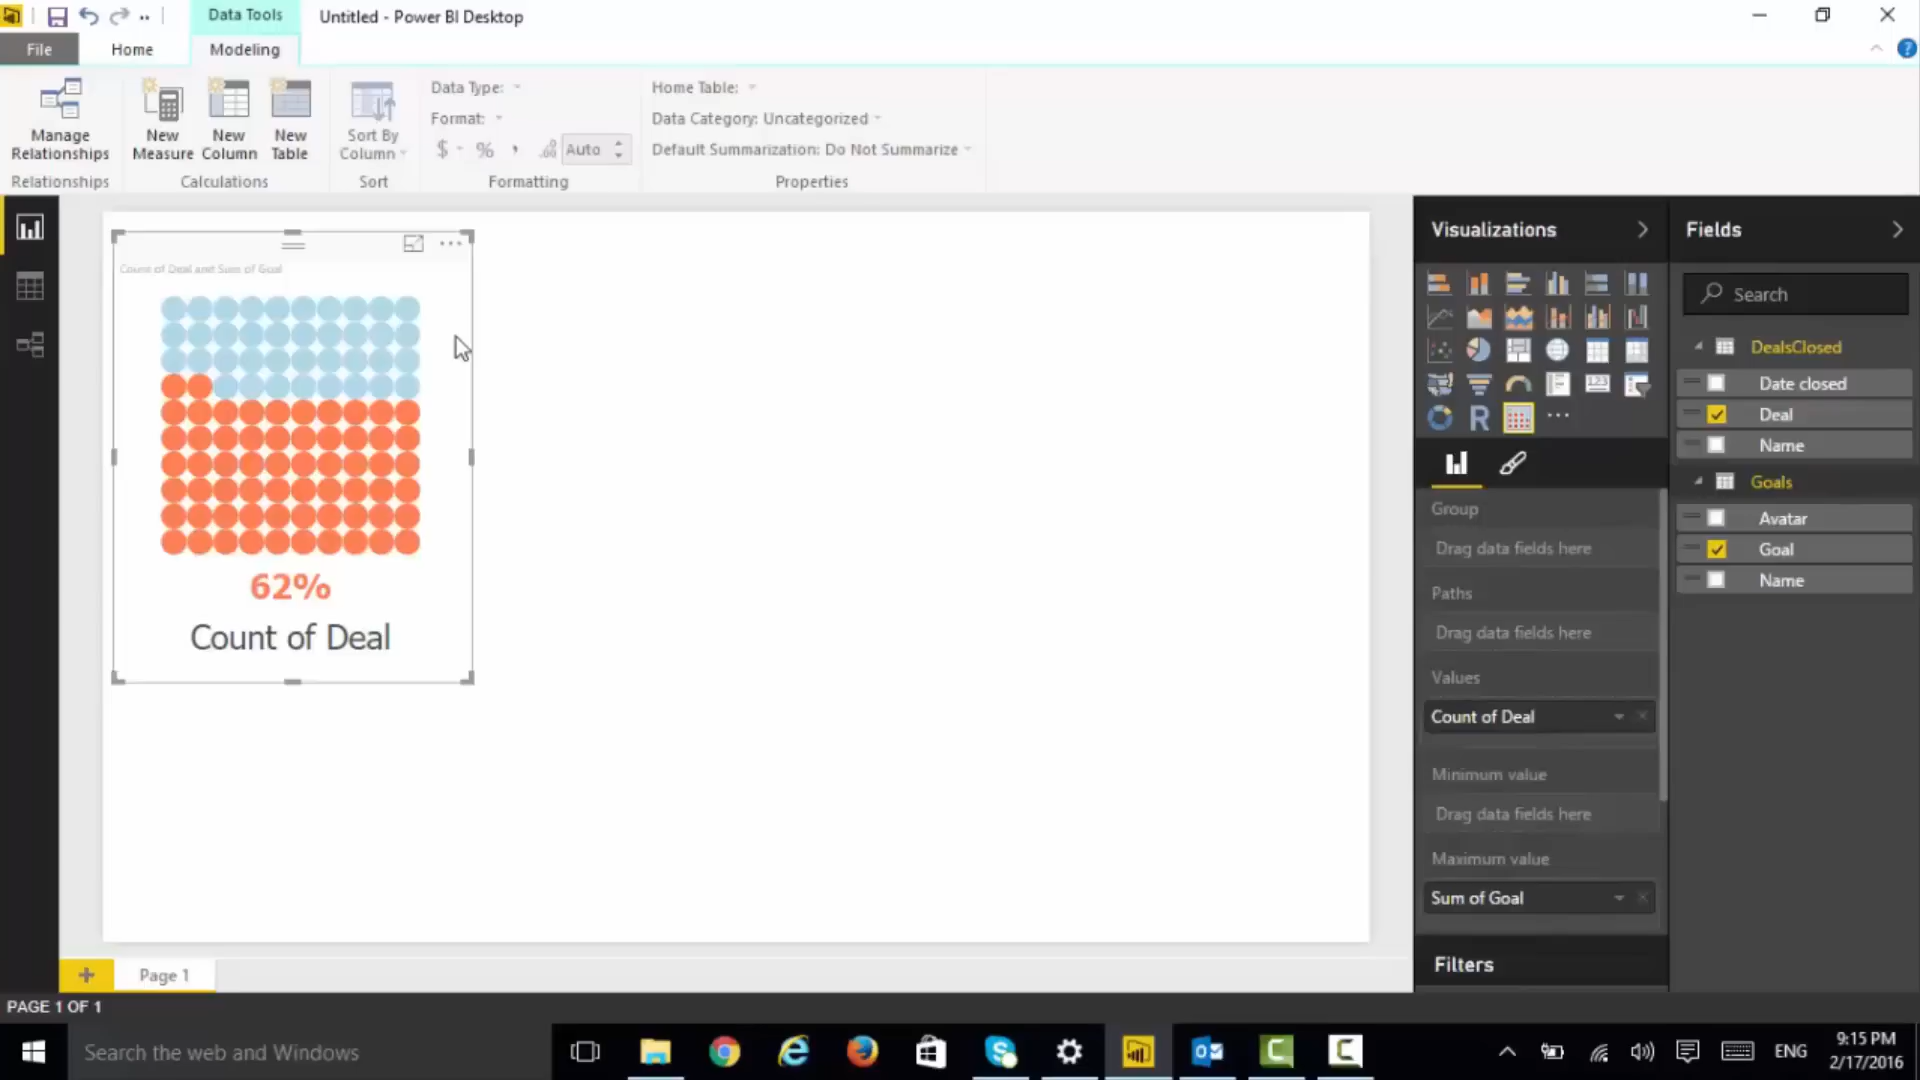 Data Tools
Untitled - Power BI Desktop
File
Home
Modeling
Manage
Relationships
New
Measure
New
Column
New
Table
Sort By
Column
Data Type:
Format:
$ % , Auto
Home Table:
Data Category: Uncategorized
Default Summarization: Do Not Summarize
Relationships
Calculations
Sort
Formatting
Properties
Count of Deal and Sum of Goal
62%
Count of Deal
Visualizations
R
123
Group
Drag data fields here
Paths
Drag data fields here
Values
Count of Deal
Minimum value
Drag data fields here
Maximum value
Sum of Goal
Filters
Fields
Search
DealsClosed
Date closed
Deal
Name
Goals
Avatar
Goal
Name
Page 1
PAGE 1 OF 1
Search the web and Windows
ENG
9:15 PM
2/17/2016